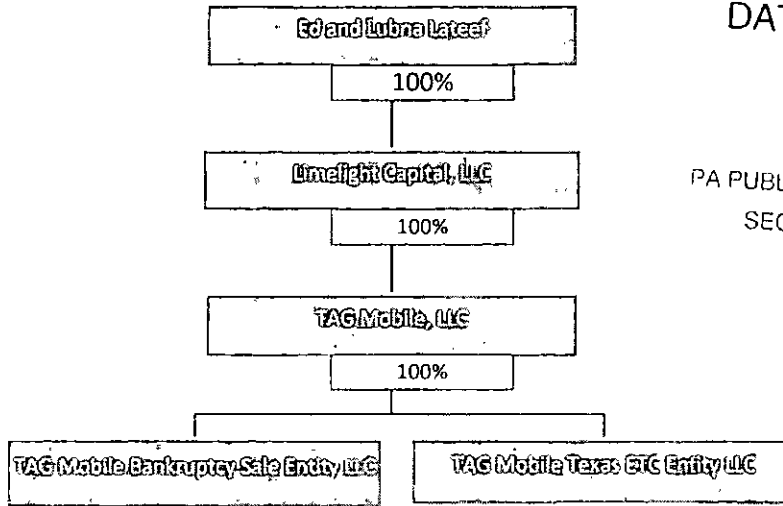 DAT
Ed and Lubna Lateef
100%
PA PUBL
Limelight Capital, LLC
SEC
100%
TAG Mobile, LLC
100%
TAG Mobile Bankruptcy Sale Entity LLC
TAG Mobile Texas ETC Entity LLC